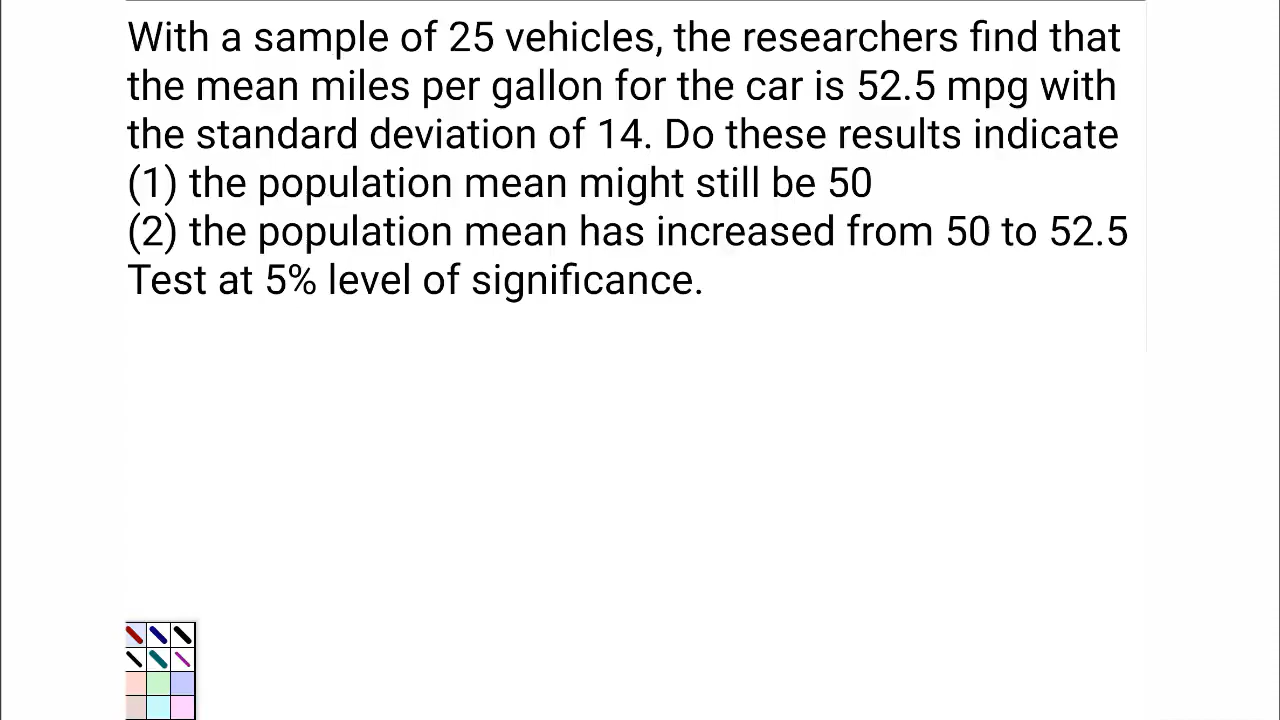 With a sample of 25 vehicles, the researchers find that
the mean miles per gallon for the car is 52.5 mpg with
the standard deviation of 14. Do these results indicate
(1) the population mean might still be 50
(2) the population mean has increased from 50 to 52.5
Test at 5% level of significance.